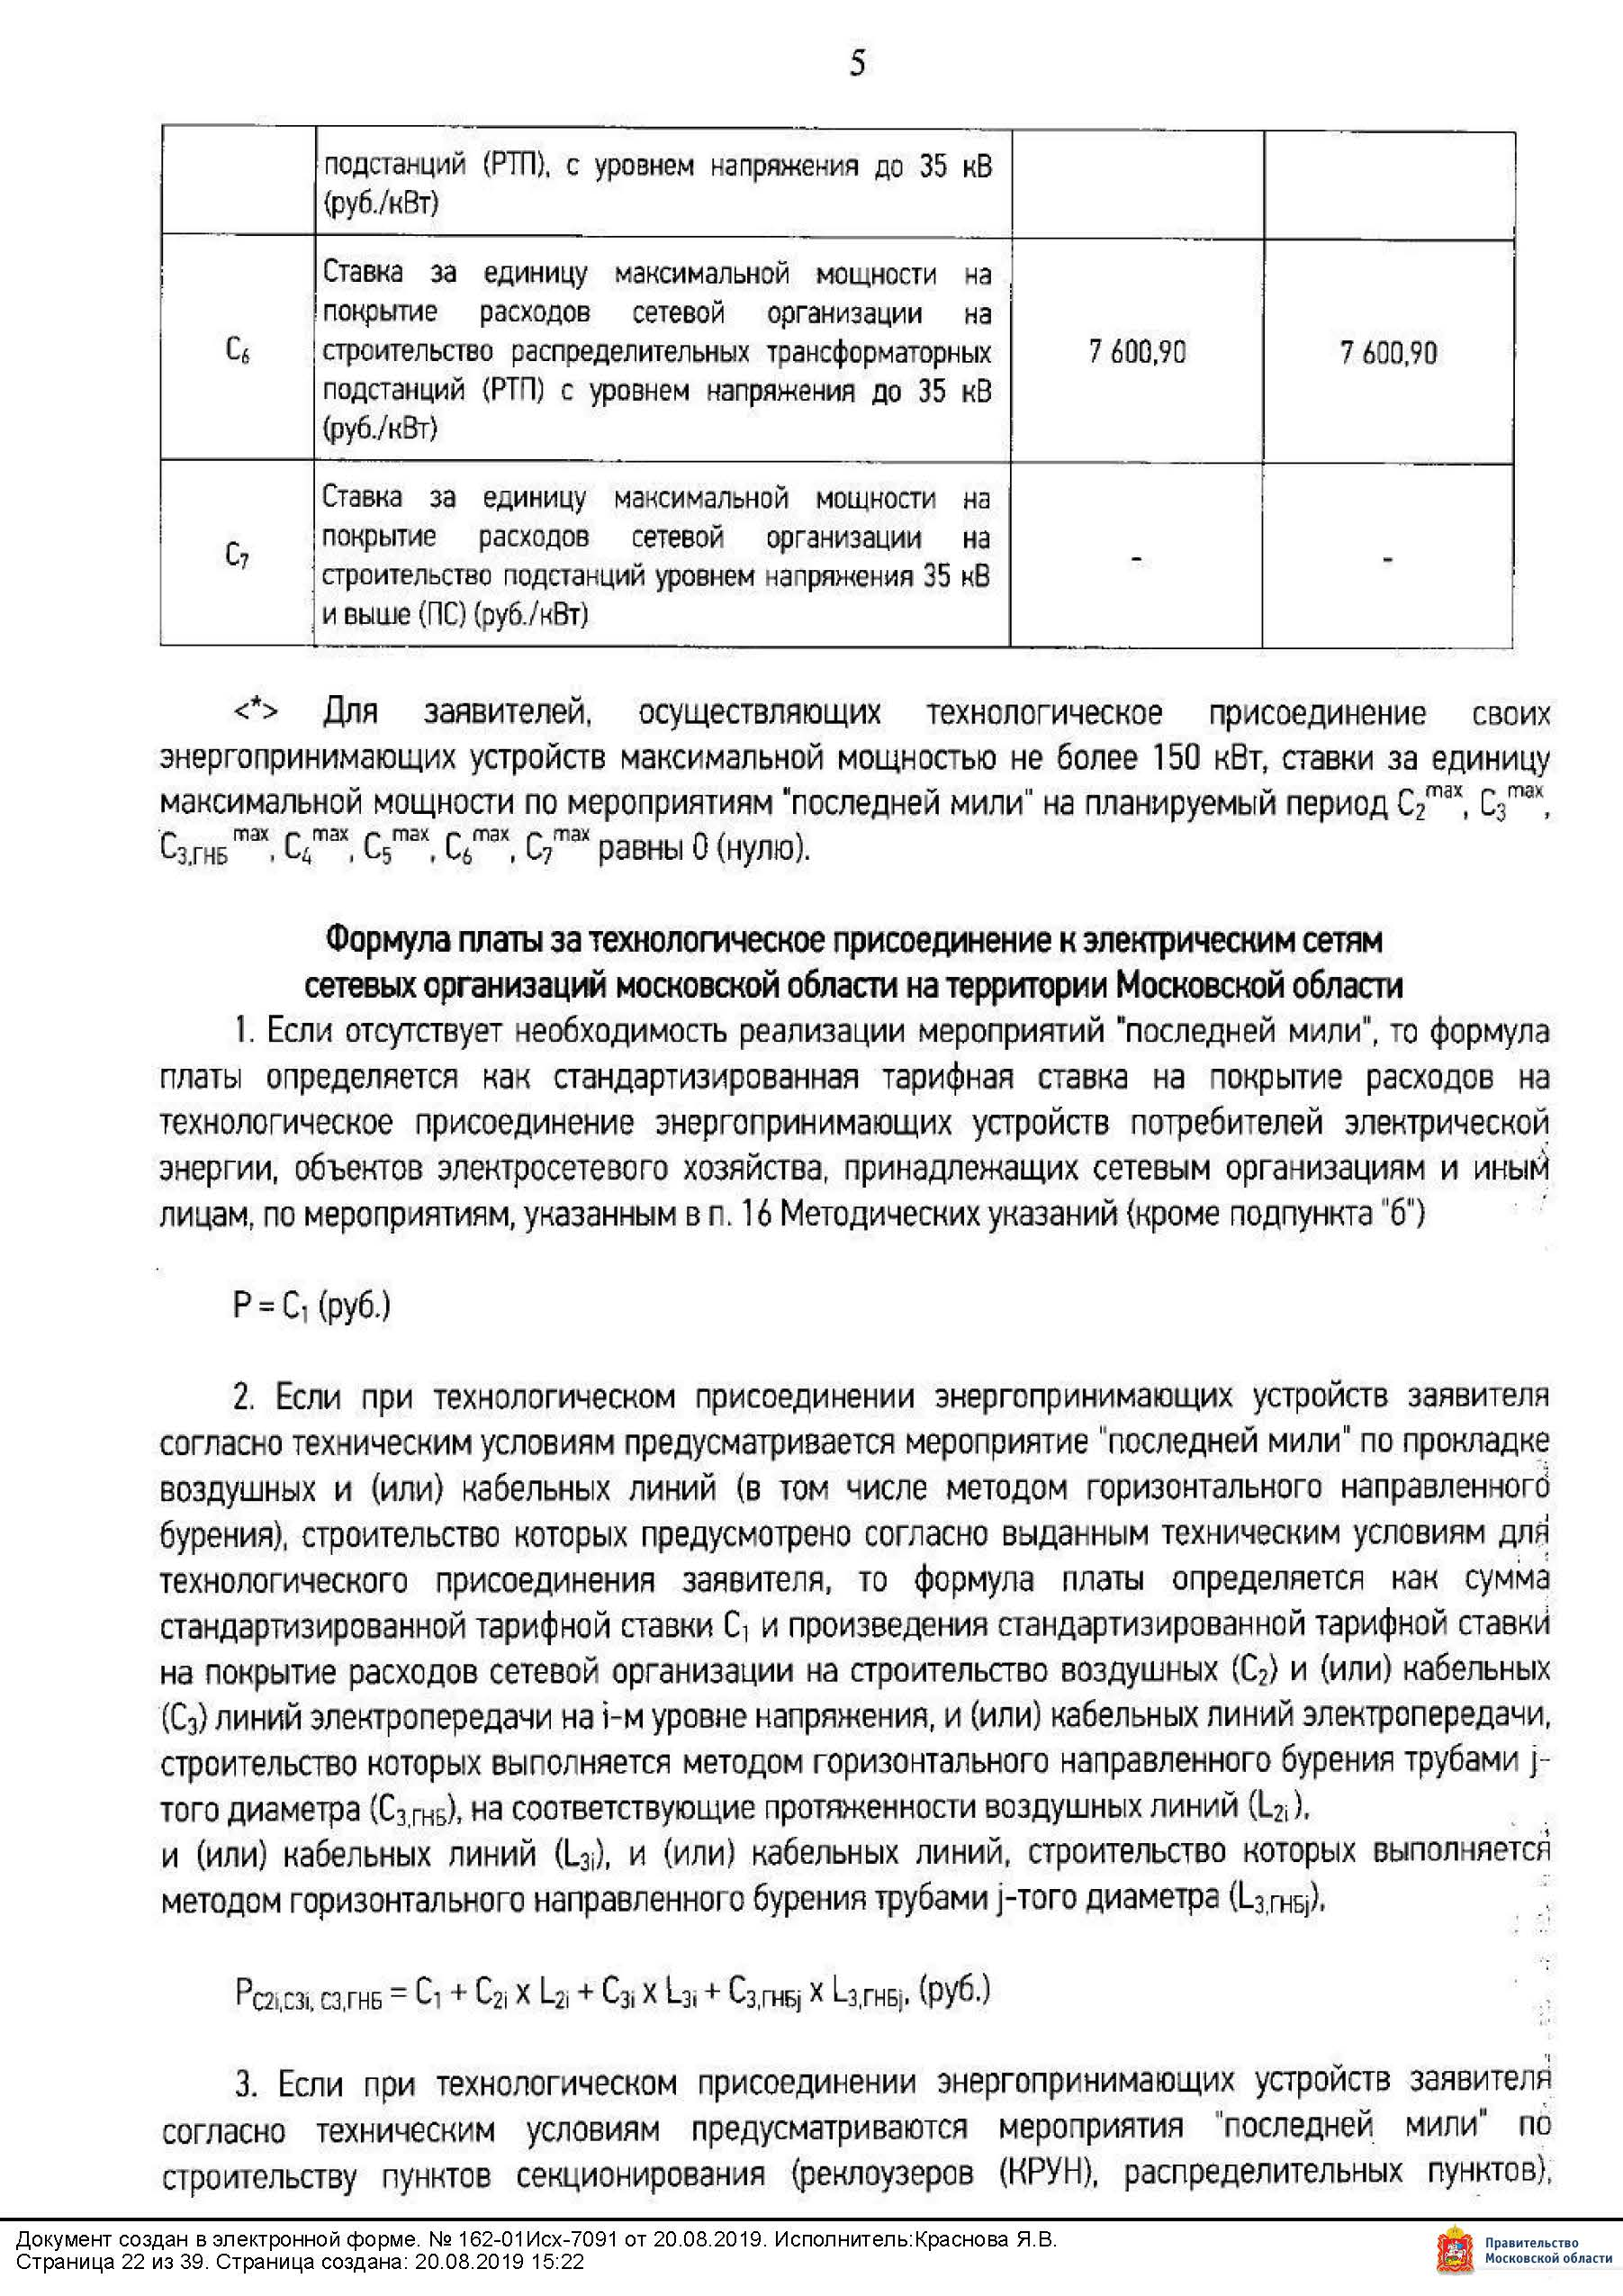 5
подстанций (РТП), с уровнем напряжения до 35 кВ
(руб./кВт)
C₆
Ставка за единицу максимальной мощности на
покрытие расходов сетевой организации на
строительство распределительных трансформаторных
подстанций (РТП) с уровнем напряжения до 35 кВ
(руб./кВт)
7 600,90
7 600,90
C₇
Ставка за единицу максимальной мощности на
покрытие расходов сетевой организации на
строительство подстанций уровнем напряжения 35 кВ
и выше (ПС) (руб./кВт)
-
-
<*> Для заявителей, осуществляющих технологическое присоединение своих
энергопринимающих устройств максимальной мощностью не более 150 кВт, ставки за единицу
максимальной мощности по мероприятиям "последней мили" на планируемый период C₂max, C₃max,
C₃,ГНБmax, C₄max, C₅max, C₆max, C₇max равны 0 (нулю).
Формула платы за технологическое присоединение к электрическим сетям
сетевых организаций московской области на территории Московской области
1. Если отсутствует необходимость реализации мероприятий "последней мили", то формула
платы определяется как стандартизированная тарифная ставка на покрытие расходов на
технологическое присоединение энергопринимающих устройств потребителей электрической
энергии, объектов электросетевого хозяйства, принадлежащих сетевым организациям и иным
лицам, по мероприятиям, указанным в п. 16 Методических указаний (кроме подпункта "б")
P = C₁ (руб.)
2. Если при технологическом присоединении энергопринимающих устройств заявителя
согласно техническим условиям предусматривается мероприятие "последней мили" по прокладке
воздушных и (или) кабельных линий (в том числе методом горизонтального направленного
бурения), строительство которых предусмотрено согласно выданным техническим условиям для
технологического присоединения заявителя, то формула платы определяется как сумма
стандартизированной тарифной ставки C₁ и произведения стандартизированной тарифной ставки
на покрытие расходов сетевой организации на строительство воздушных (C₂) и (или) кабельных
(C₃) линий электропередачи на i-м уровне напряжения, и (или) кабельных линий электропередачи,
строительство которых выполняется методом горизонтального направленного бурения трубами j-
того диаметра (C₃,ГНБ), на соответствующие протяженности воздушных линий (L₂i),
и (или) кабельных линий (L₃i), и (или) кабельных линий, строительство которых выполняется
методом горизонтального направленного бурения трубами j-того диаметра (L₃,ГНБj),
PC2i,C3i, C3,ГНБ = C₁ + C₂i x L₂i + C₃i x L₃i + C₃,ГНБj x L₃,ГНБj, (руб.)
3. Если при технологическом присоединении энергопринимающих устройств заявителя
согласно техническим условиям предусматриваются мероприятия "последней мили" по
строительству пунктов секционирования (реклоузеров (КРУН), распределительных пунктов),
Документ создан в электронной форме. № 162-01Исх-7091 от 20.08.2019. Исполнитель:Краснова Я.В.
Страница 22 из 39. Страница создана: 20.08.2019 15:22
Правительство
Московской области